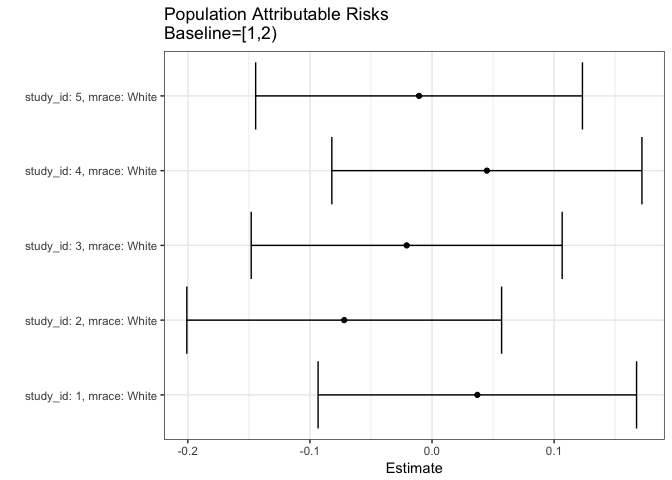 Population Attributable Risks
Baseline=[1,2)
study_id: 5, mrace: White
study_id: 4, mrace: White
study_id: 3, mrace: White
study_id: 2, mrace: White
study_id: 1, mrace: White
-0.2 -0.1 0.0 0.1
Estimate